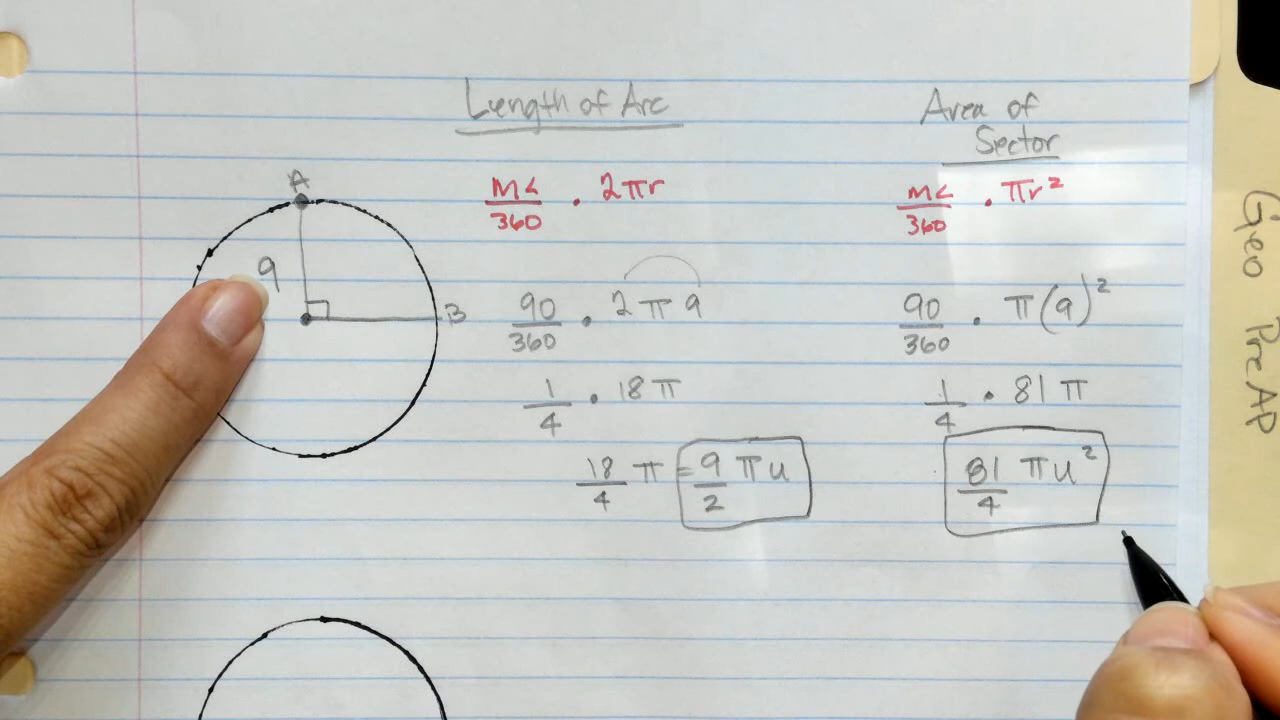 Length of Arc
Area of
Sector
A
m∠/360 · 2πr
m∠/360 · πr²
9
B
90/360 · 2π9
90/360 · π(9)²
1/4 · 18π
1/4 · 81π
18/4 π = 9/2 πu
81/4 πu²
Geo PreAP